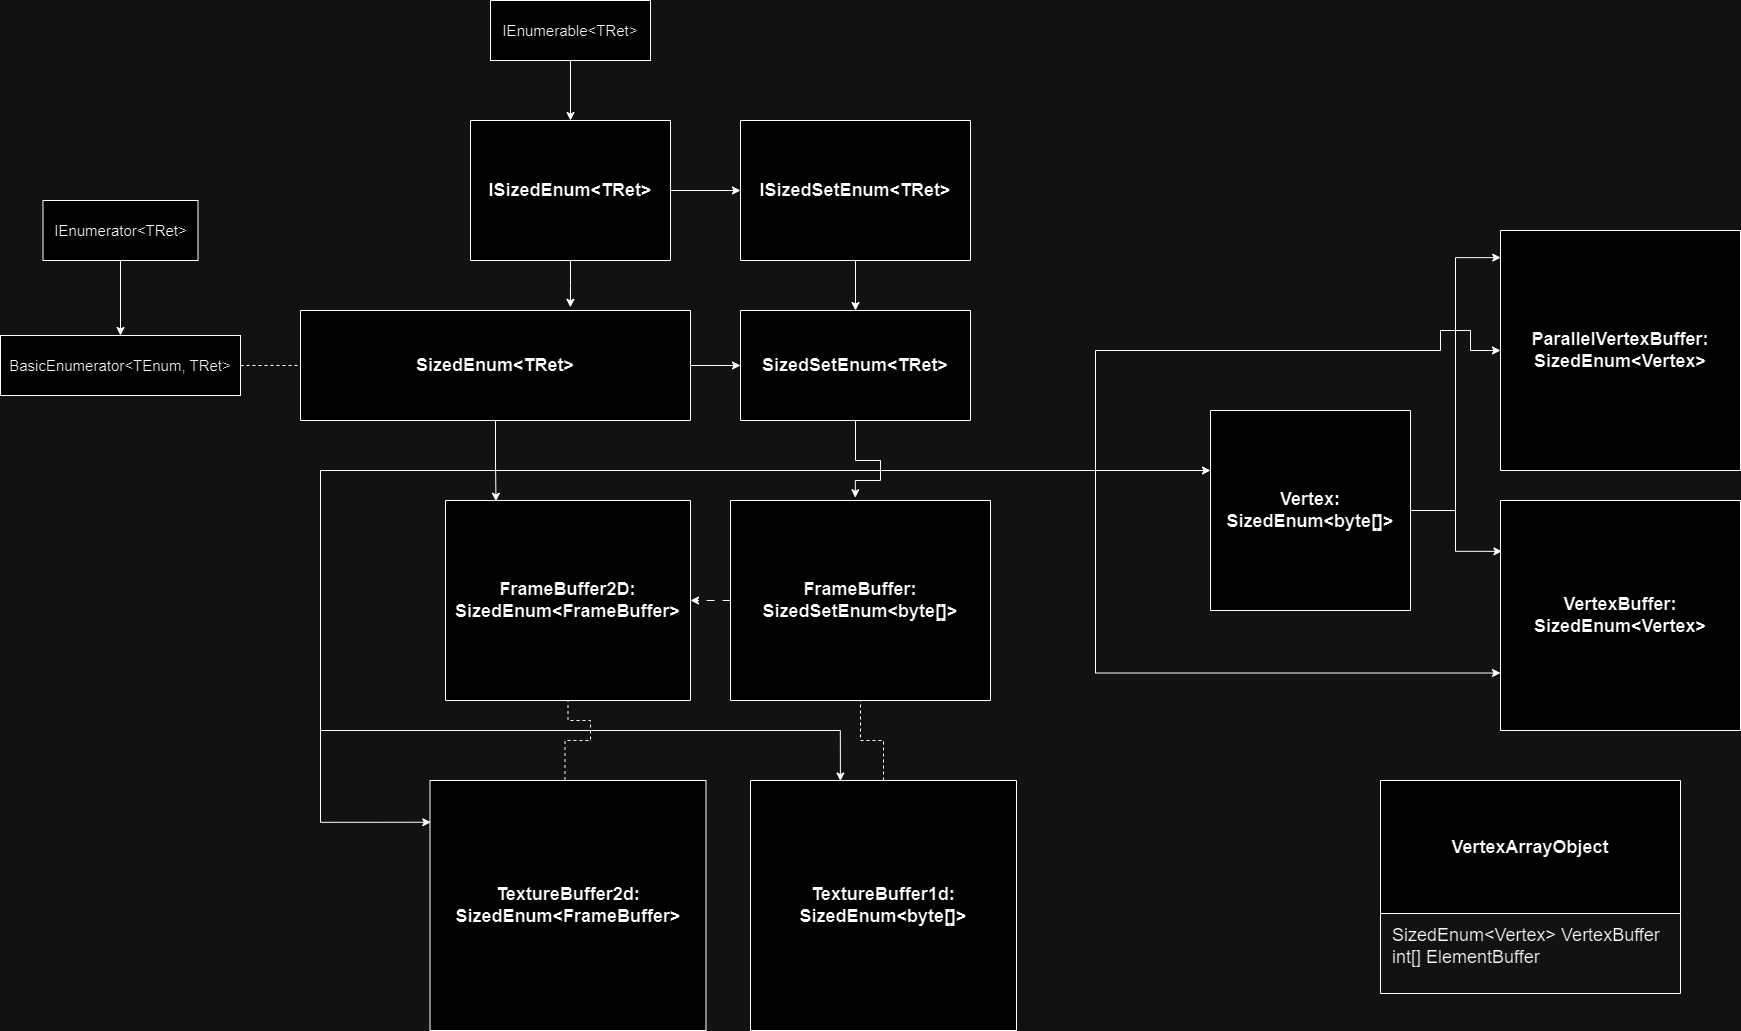 IEnumerable<TRet>
ISizedEnum<TRet>
ISizedSetEnum<TRet>
IEnumerator<TRet>
BasicEnumerator<TEnum, TRet>
SizedEnum<TRet>
SizedSetEnum<TRet>
ParallelVertexBuffer:
SizedEnum<Vertex>
Vertex:
SizedEnum<byte[]>
FrameBuffer2D:
SizedEnum<FrameBuffer>
FrameBuffer:
SizedSetEnum<byte[]>
VertexBuffer:
SizedEnum<Vertex>
TextureBuffer2d:
SizedEnum<FrameBuffer>
TextureBuffer1d:
SizedEnum<byte[]>
VertexArrayObject
SizedEnum<Vertex> VertexBuffer
int[] ElementBuffer